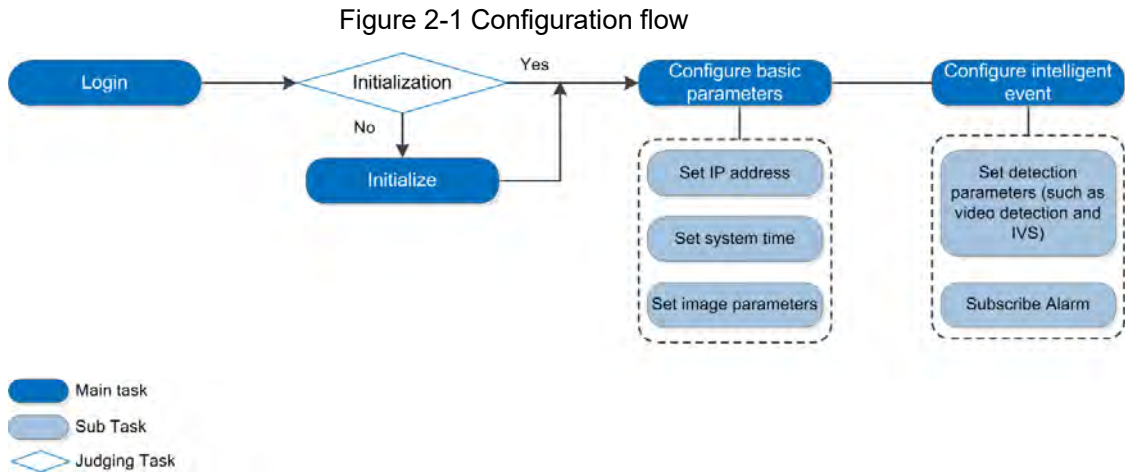 Figure 2-1 Configuration flow
Login
Initialization
Yes
No
Initialize
Configure basic
parameters
Set IP address
Set system time
Set image parameters
Configure intelligent
event
Set detection
parameters (such as
video detection and
IVS)
Subscribe Alarm
Main task
Sub Task
Judging Task